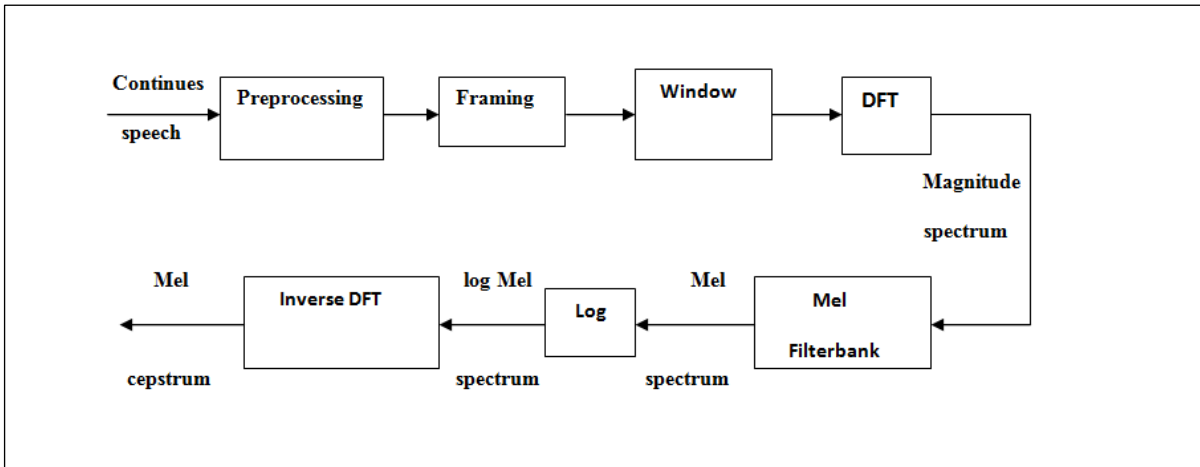 Continues
speech
Preprocessing
Framing
Window
DFT
Magnitude
spectrum
Mel
Filterbank
Mel
spectrum
Log
log Mel
spectrum
Inverse DFT
Mel
cepstrum